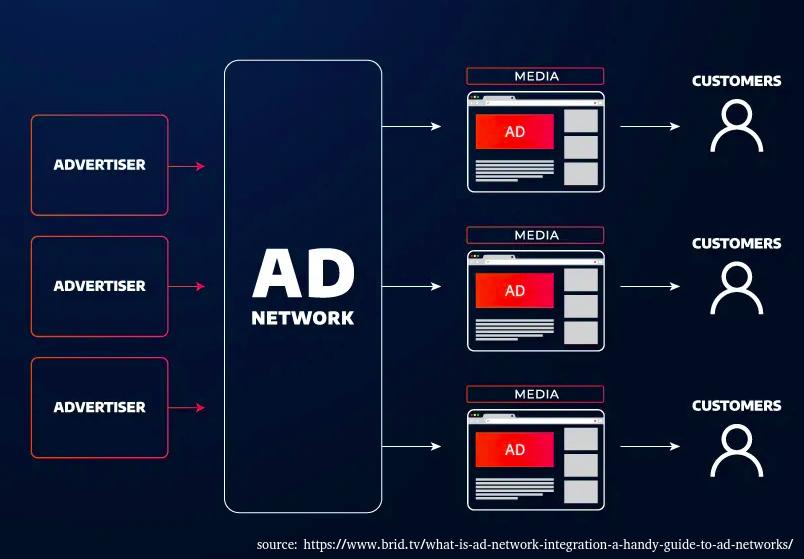 ADVERTISER
ADVERTISER
ADVERTISER
AD
NETWORK
MEDIA
AD
MEDIA
AD
MEDIA
AD
CUSTOMERS
CUSTOMERS
CUSTOMERS
source: https://www.brid.tv/what-is-ad-network-integration-a-handy-guide-to-ad-networks/